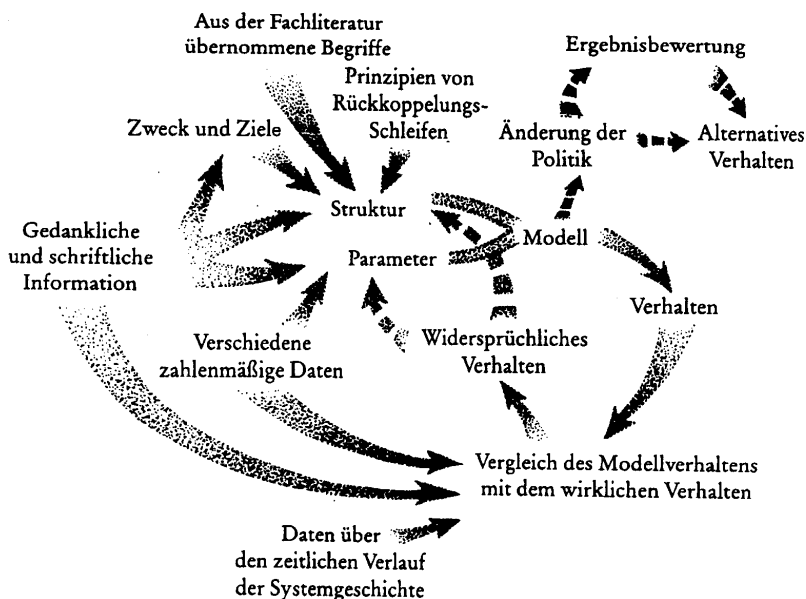 Aus der Fachliteratur
übernommene Begriffe
Ergebnisbewertung
Prinzipien von
Rückkoppelungs-
Schleifen
Zweck und Ziele
Änderung der
Politik
Alternatives
Verhalten
Struktur
Gedankliche
und schriftliche
Information
Modell
Parameter
Verhalten
Verschiedene
zahlenmäßige Daten
Widersprüchliches
Verhalten
Vergleich des Modellverhaltens
mit dem wirklichen Verhalten
Daten über
den zeitlichen Verlauf
der Systemgeschichte